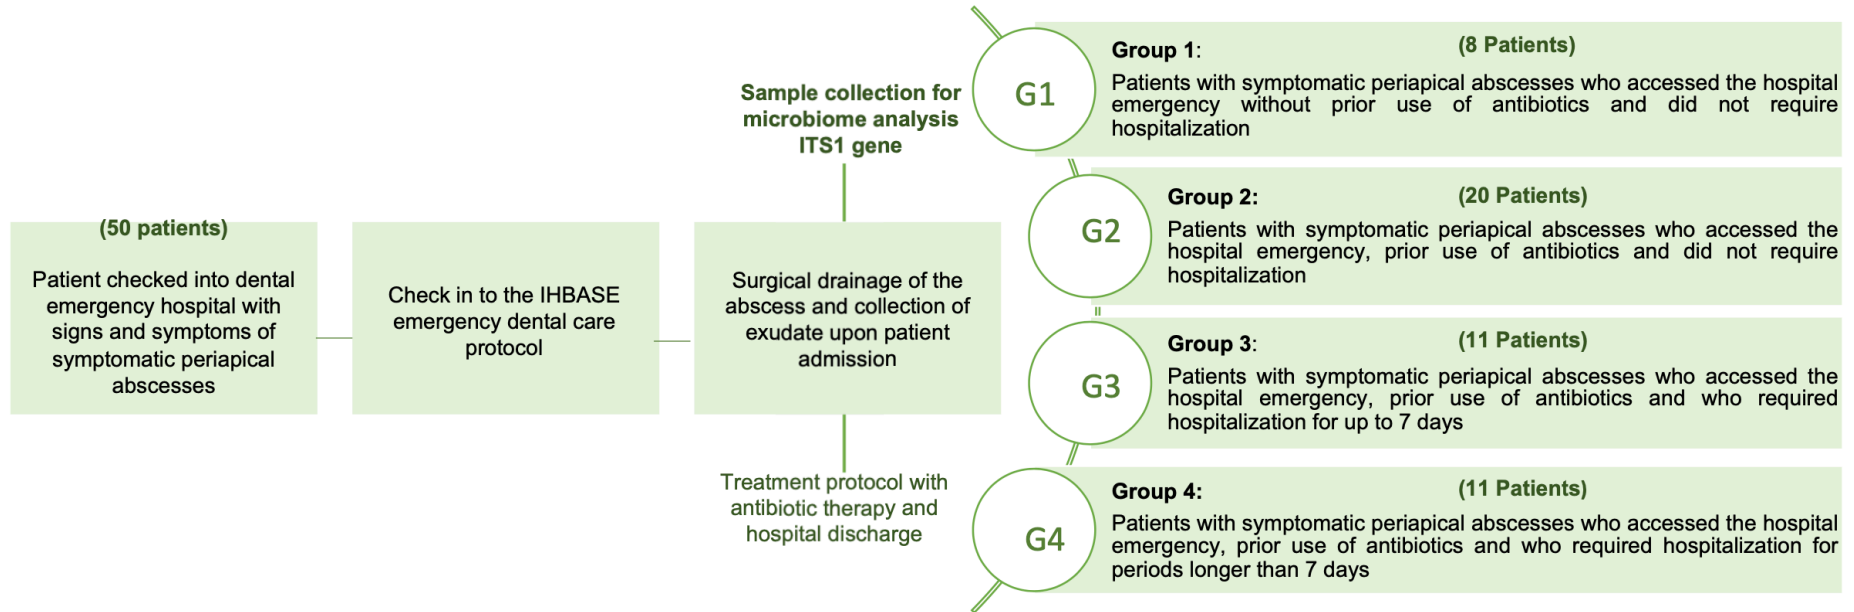 (50 patients)
Patient checked into dental
emergency hospital with
signs and symptoms of
symptomatic periapical
abscesses
Check in to the IHBASE
emergency dental care
protocol
Sample collection for
microbiome analysis
ITS1 gene
Surgical drainage of the
abscess and collection of
exudate upon patient
admission
Treatment protocol with
antibiotic therapy and
hospital discharge
G1
Group 1: (8 Patients)
Patients with symptomatic periapical abscesses who accessed the hospital
emergency without prior use of antibiotics and did not require
hospitalization
G2
Group 2: (20 Patients)
Patients with symptomatic periapical abscesses who accessed the
hospital emergency, prior use of antibiotics and did not require
hospitalization
G3
Group 3: (11 Patients)
Patients with symptomatic periapical abscesses who accessed the
hospital emergency, prior use of antibiotics and who required
hospitalization for up to 7 days
G4
Group 4: (11 Patients)
Patients with symptomatic periapical abscesses who accessed the hospital
emergency, prior use of antibiotics and who required hospitalization for
periods longer than 7 days